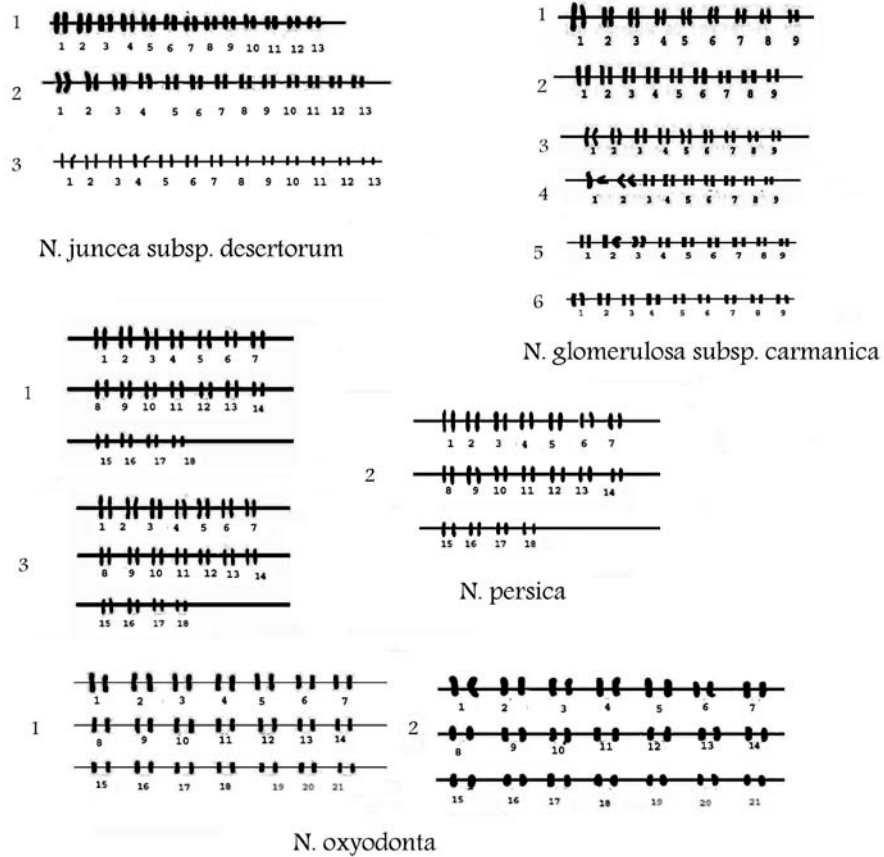 1
1 2 3 4 5 6 7 8 9 10 11 12 13
2
1 2 3 4 5 6 7 8 9 10 11 12 13
3
1 2 3 4 5 6 7 8 9 10 11 12 13
N. juncea subsp. desertorum
1
1 2 3 4 5 6 7 8 9
2
1 2 3 4 5 6 7 8 9
3
1 2 3 4 5 6 7 8 9
4
1 2 3 4 5 6 7 8 9
5
1 2 3 4 5 6 7 8 9
6
1 2 3 4 5 6 7 8 9
N. glomerulosa subsp. carmanica
1 2 3 4 5 6 7
1
8 9 10 11 12 13 14
15 16 17 18
1 2 3 4 5 6 7
3
8 9 10 11 12 13 14
15 16 17 18
1 2 3 4 5 6 7
2
8 9 10 11 12 13 14
15 16 17 18
N. persica
1 2 3 4 5 6 7
1
8 9 10 11 12 13 14
15 16 17 18 19 20 21
1 2 3 4 5 6 7
2
8 9 10 11 12 13 14
15 16 17 18 19 20 21
N. oxyodonta